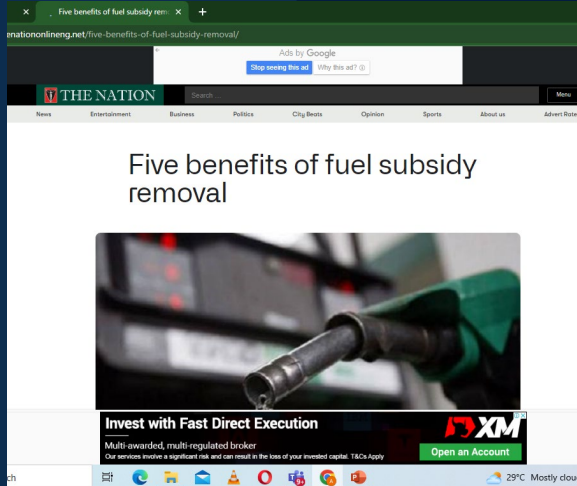 Five benefits of fuel subsidy rem
enationonlineng.net/five-benefits-of-fuel-subsidy-removal/
Ads by Google
Stop seeing this ad Why this ad?
THE NATION Search ... Menu
News Entertainment Business Politics City Beats Opinion Sports About us Advert Rate
Five benefits of fuel subsidy
removal
Invest with Fast Direct Execution
Multi-awarded, multi-regulated broker
Our services involve a significant risk and can result in the loss of your invested capital. T&Cs Apply
XM
Open an Account
ch 29°C Mostly clou